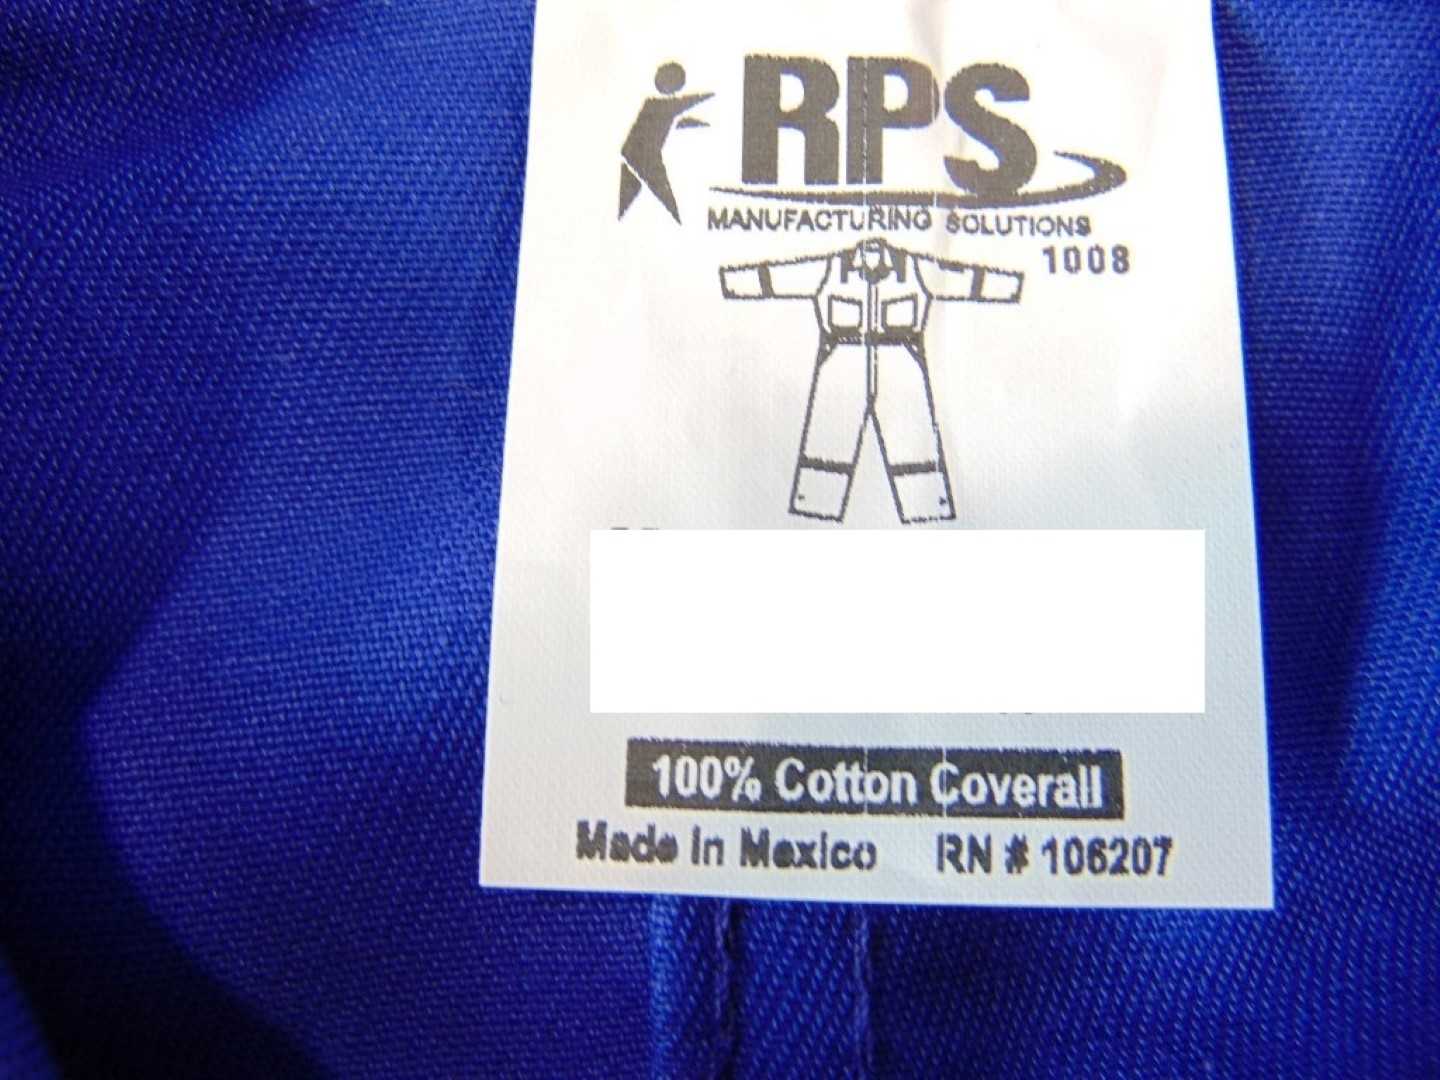 RPS
MANUFACTURING SOLUTIONS
1008
100% Cotton Coverall
Made in Mexico RN # 106207